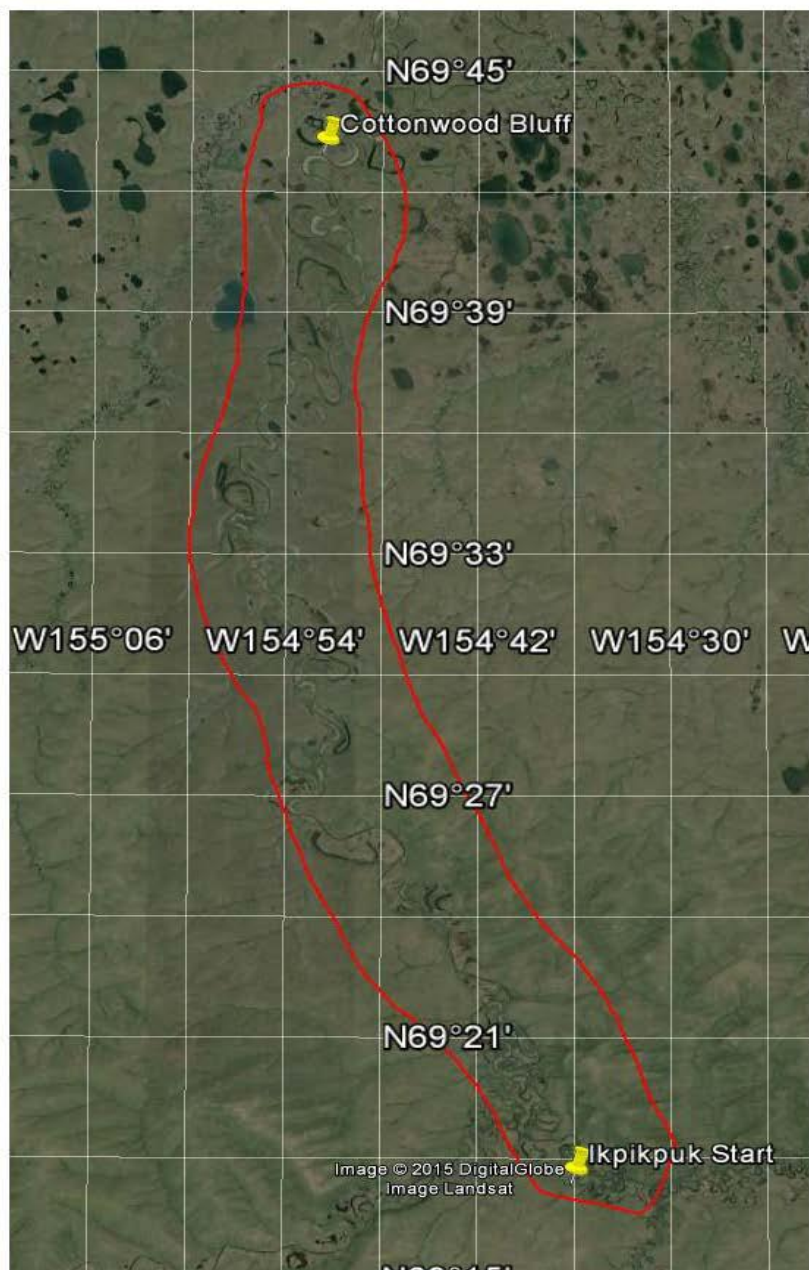 N69°45'
Cottonwood Bluff
N69°39'
N69°33'
W155°06' W154°54' W154°42' W154°30' W
N69°27'
N69°21'
Ikpikpuk Start
Image © 2015 DigitalGlobe
Image Landsat